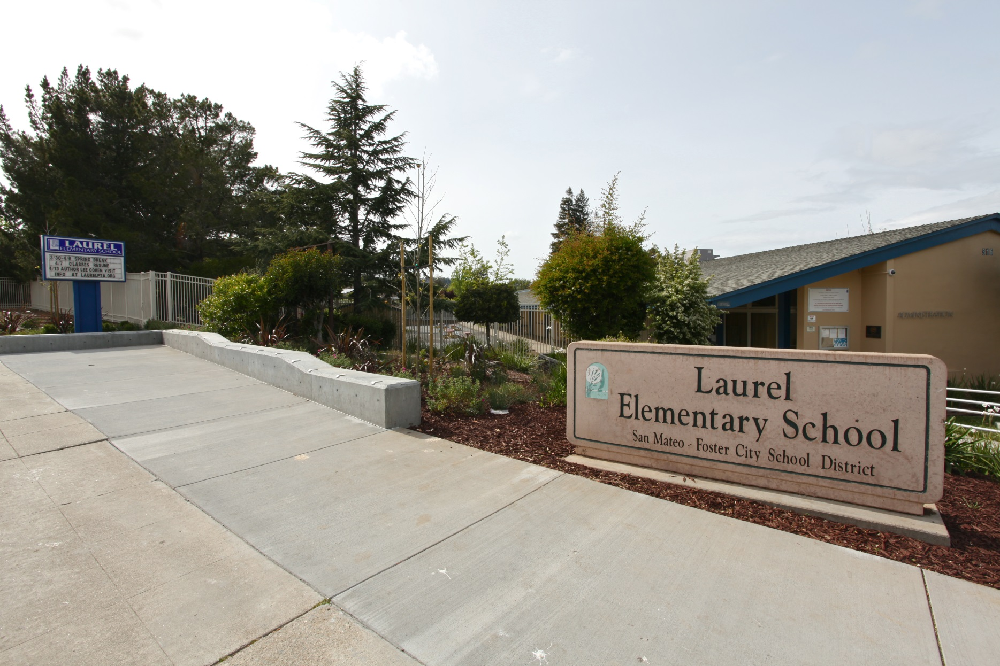 LAUREL
ELEMENTARY SCHOOL
3/30-4/6 SPRING BREAK
4/7 CLASSES RESUME
4/13 AUTHOR LEE COHEN VISIT
INFO AT LAURELPTA.ORG
316
ADMINISTRATION
Laurel
Elementary School
San Mateo - Foster City School District